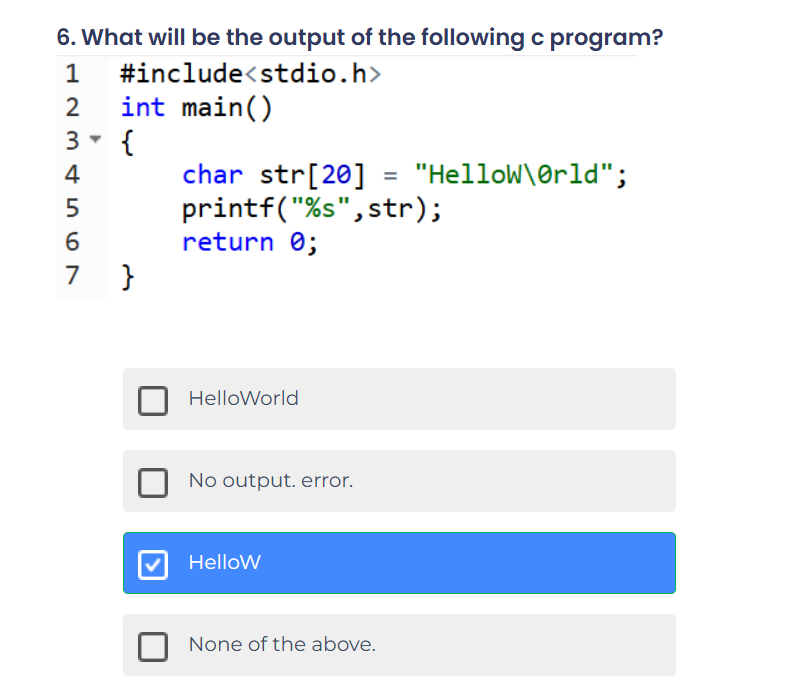 6. What will be the output of the following c program?
1 #include<stdio.h>
2 int main()
3 {
4 char str[20] = "HelloW\0rld";
5 printf("%s",str);
6 return 0;
7 }
HelloWorld
No output. error.
HelloW
None of the above.